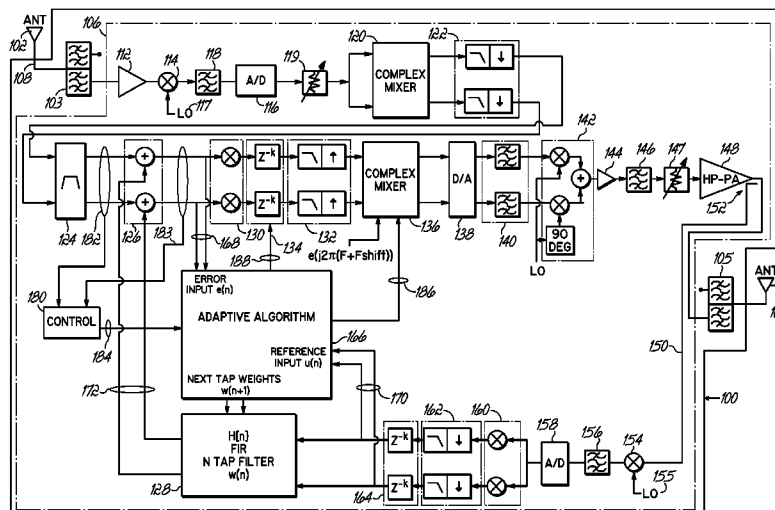 ANT
102
108
103
106
112
114
LO
117
118
A/D
116
119
120
COMPLEX
MIXER
122
124
182
126
183
168
130
Z-k
Z-k
188
134
132
COMPLEX
MIXER
136
e(j2π(F+Fshift))
186
D/A
138
140
142
90
DEG
LO
144
146
147
148
HP-PA
152
105
ANT
150
100
180
CONTROL
184
172
ERROR
INPUT e(n)
ADAPTIVE ALGORITHM
166
REFERENCE
INPUT u(n)
170
NEXT TAP WEIGHTS
w(n+1)
H[n]
FIR
N TAP FILTER
w(n)
128
Z-k
Z-k
164
162
160
158
A/D
156
154
LO
155